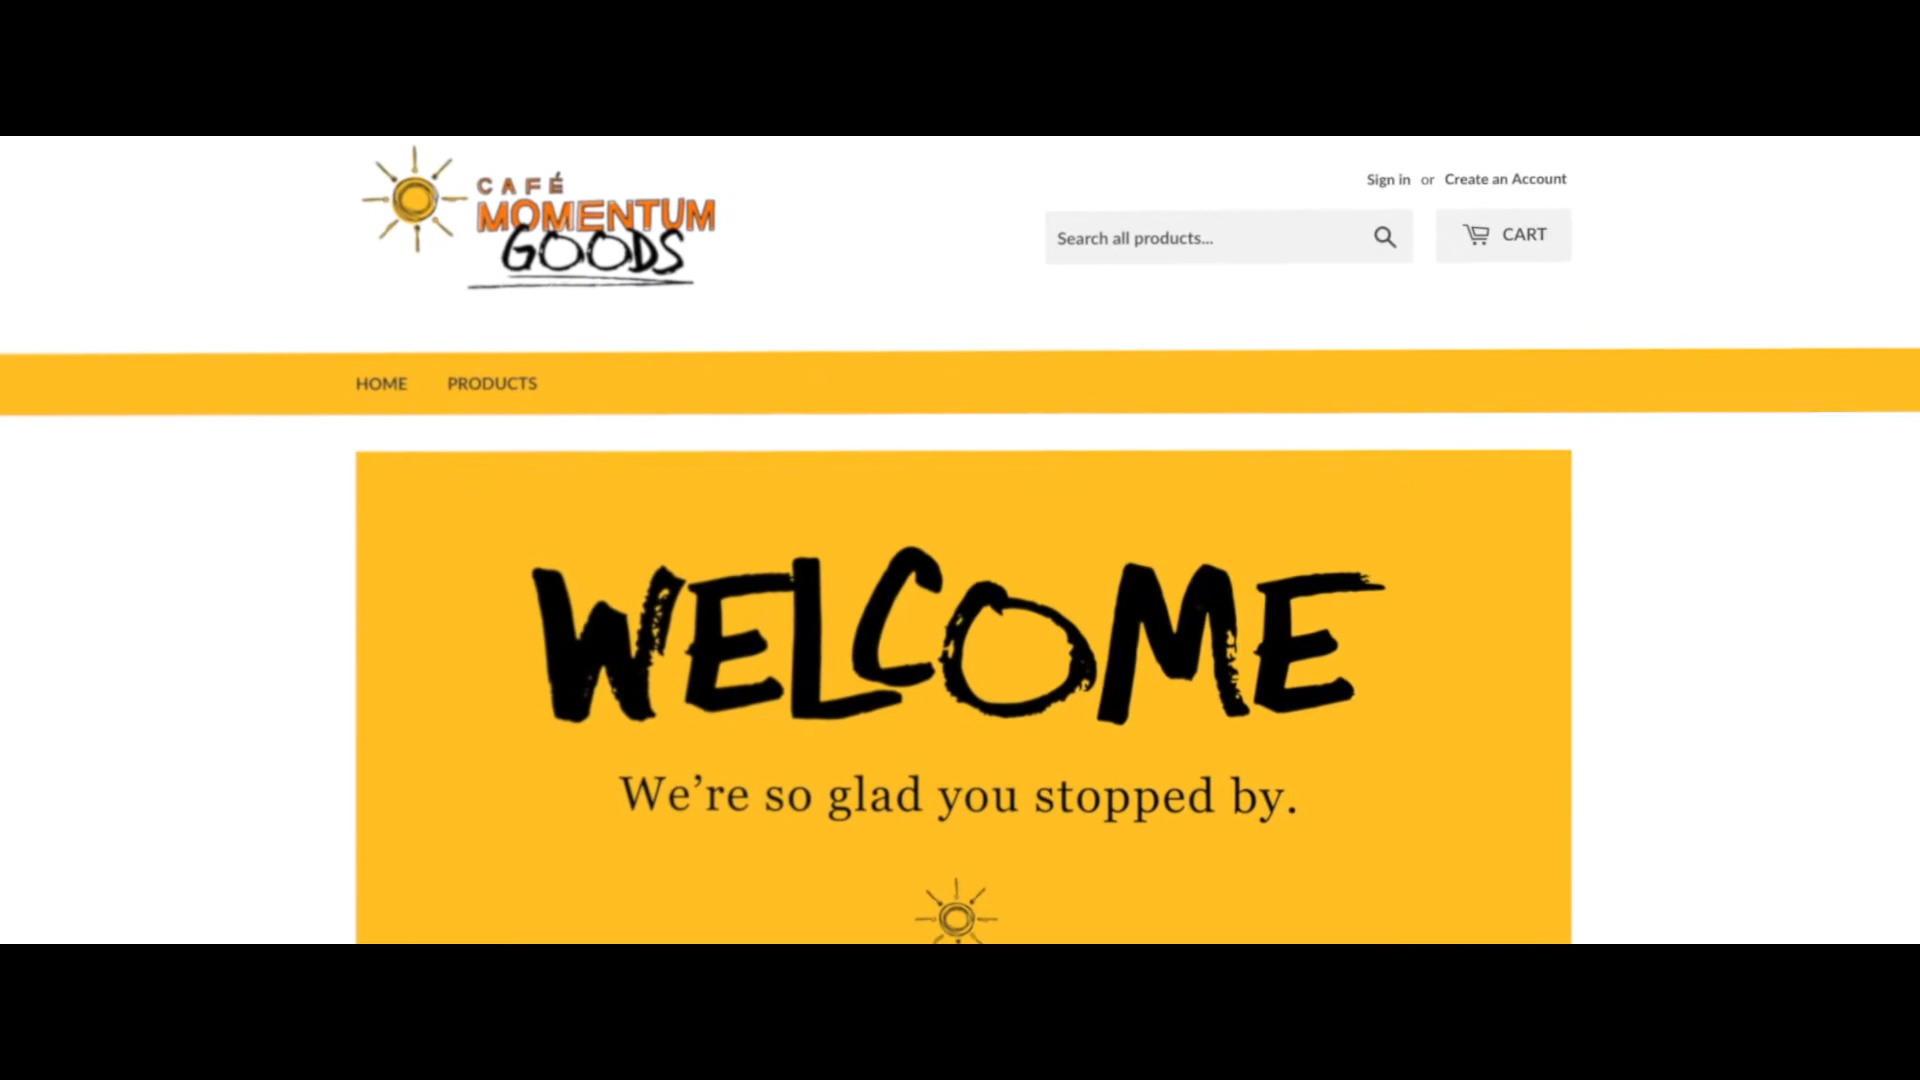 CAFÉ
MOMENTUM
GOODS
Sign in or Create an Account
Search all products...
CART
HOME PRODUCTS
WELCOME
We’re so glad you stopped by.